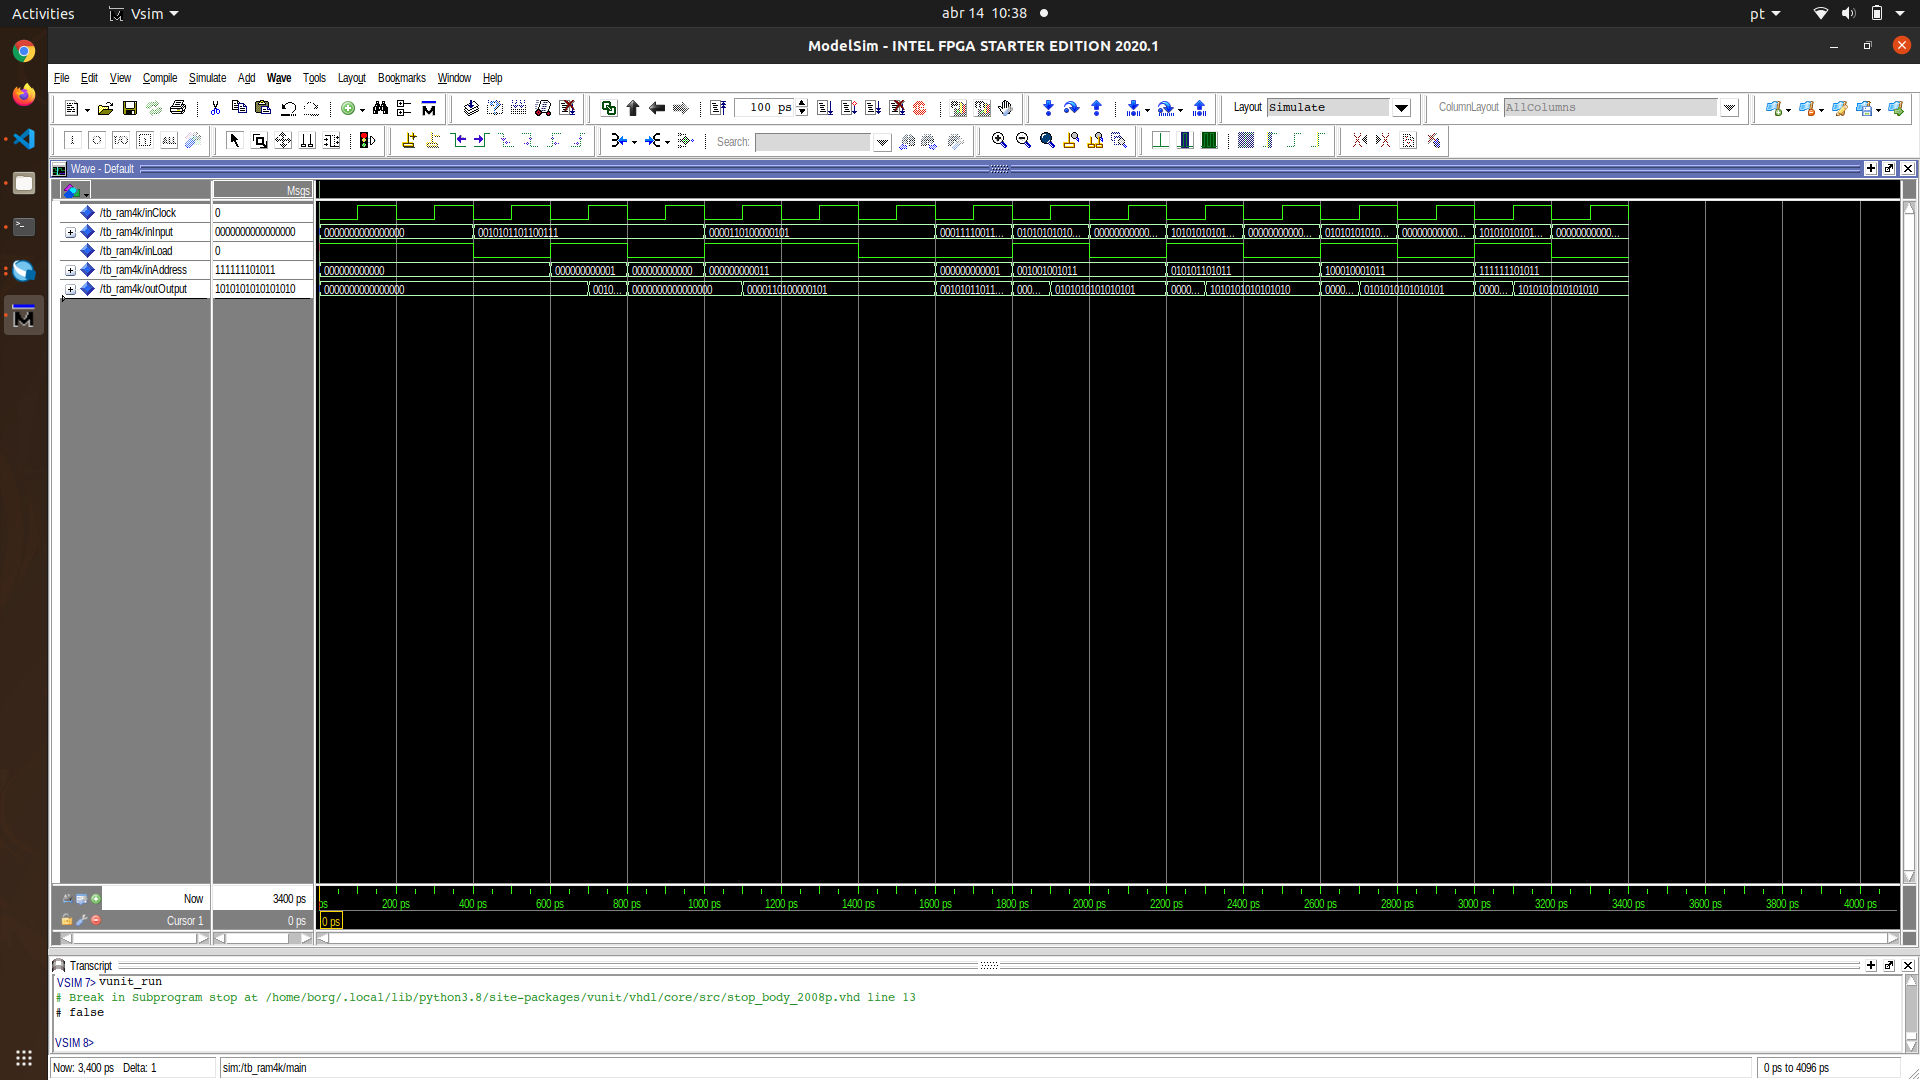 Activities Vsim abr 14 10:38 pt
ModelSim - INTEL FPGA STARTER EDITION 2020.1
File Edit View Compile Simulate Add Wave Tools Layout Bookmarks Window Help
100 ps Layout Simulate ColumnLayout AllColumns
Search:
Wave - Default
Msgs
/tb_ram4k/inClock 0
/tb_ram4k/inInput 0000000000000000 0000000000000000 0010101101100111 0000110100000101 00011110011... 01010101010... 00000000000... 10101010101... 00000000000... 01010101010... 00000000000... 10101010101... 00000000000...
/tb_ram4k/inLoad 0
/tb_ram4k/inAddress 111111101011 000000000000 000000000001 000000000000 000000000011 000000000001 001001001011 010101101011 100010001011 111111101011
/tb_ram4k/outOutput 1010101010101010 0000000000000000 0010... 0000000000000000 0000110100000101 00101011011... 000... 0101010101010101 0000... 1010101010101010 0000... 0101010101010101 0000... 1010101010101010
Now 3400 ps ps 200 ps 400 ps 600 ps 800 ps 1000 ps 1200 ps 1400 ps 1600 ps 1800 ps 2000 ps 2200 ps 2400 ps 2600 ps 2800 ps 3000 ps 3200 ps 3400 ps 3600 ps 3800 ps 4000 ps
Cursor 1 0 ps 0 ps
Transcript
VSIM 7> vunit_run
# Break in Subprogram stop at /home/borg/.local/lib/python3.8/site-packages/vunit/vhdl/core/src/stop_body_2008p.vhd line 13
# false
VSIM 8>
Now: 3,400 ps Delta: 1 sim:/tb_ram4k/main 0 ps to 4096 ps